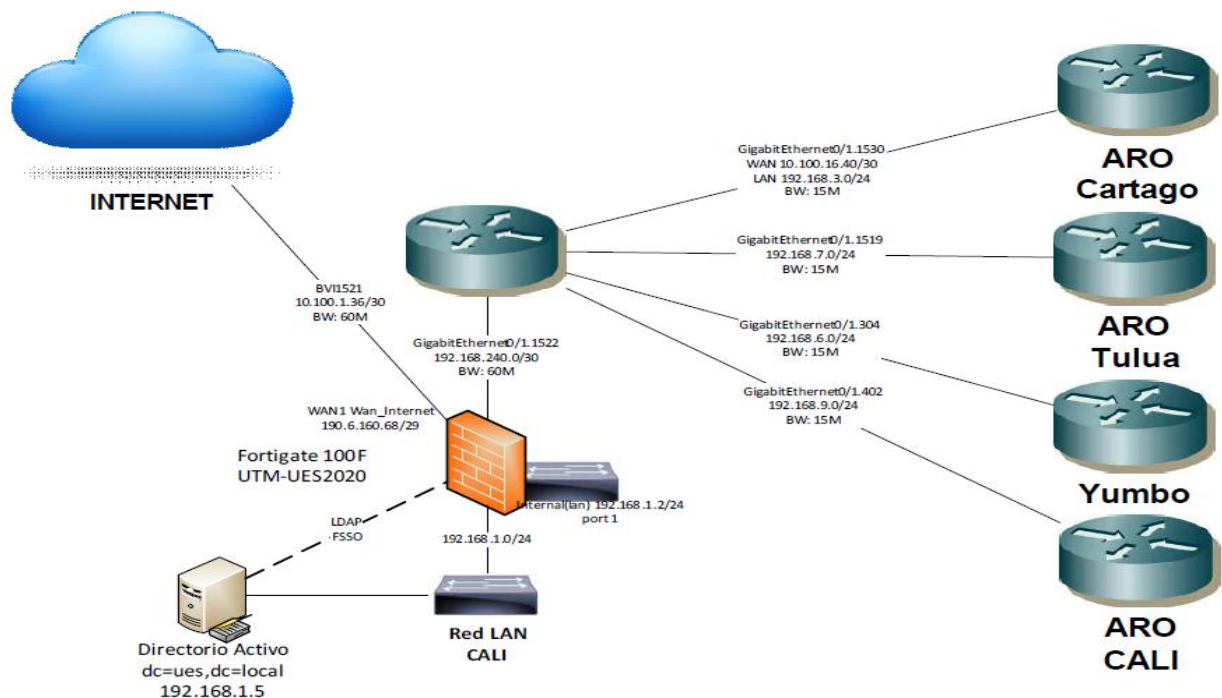 INTERNET
BVI1521
10.100.1.36/30
BW: 60M
GigabitEthernet0/1.1530
WAN 10.100.16.40/30
LAN 192.168.3.0/24
BW: 15M
ARO
Cartago
GigabitEthernet0/1.1519
192.168.7.0/24
BW: 15M
ARO
Tulua
GigabitEthernet0/1.304
192.168.6.0/24
BW: 15M
Yumbo
GigabitEthernet0/1.402
192.168.9.0/24
BW: 15M
ARO
CALI
GigabitEthernet0/1.1522
192.168.240.0/30
BW: 60M
WAN1 Wan_Internet
190.6.160.68/29
Fortigate 100F
UTM-UES2020
Internal(lan) 192.168.1.2/24
port 1
LDAP
FSSO
192.168.1.0/24
Red LAN
CALI
Directorio Activo
dc=ues,dc=local
192.168.1.5